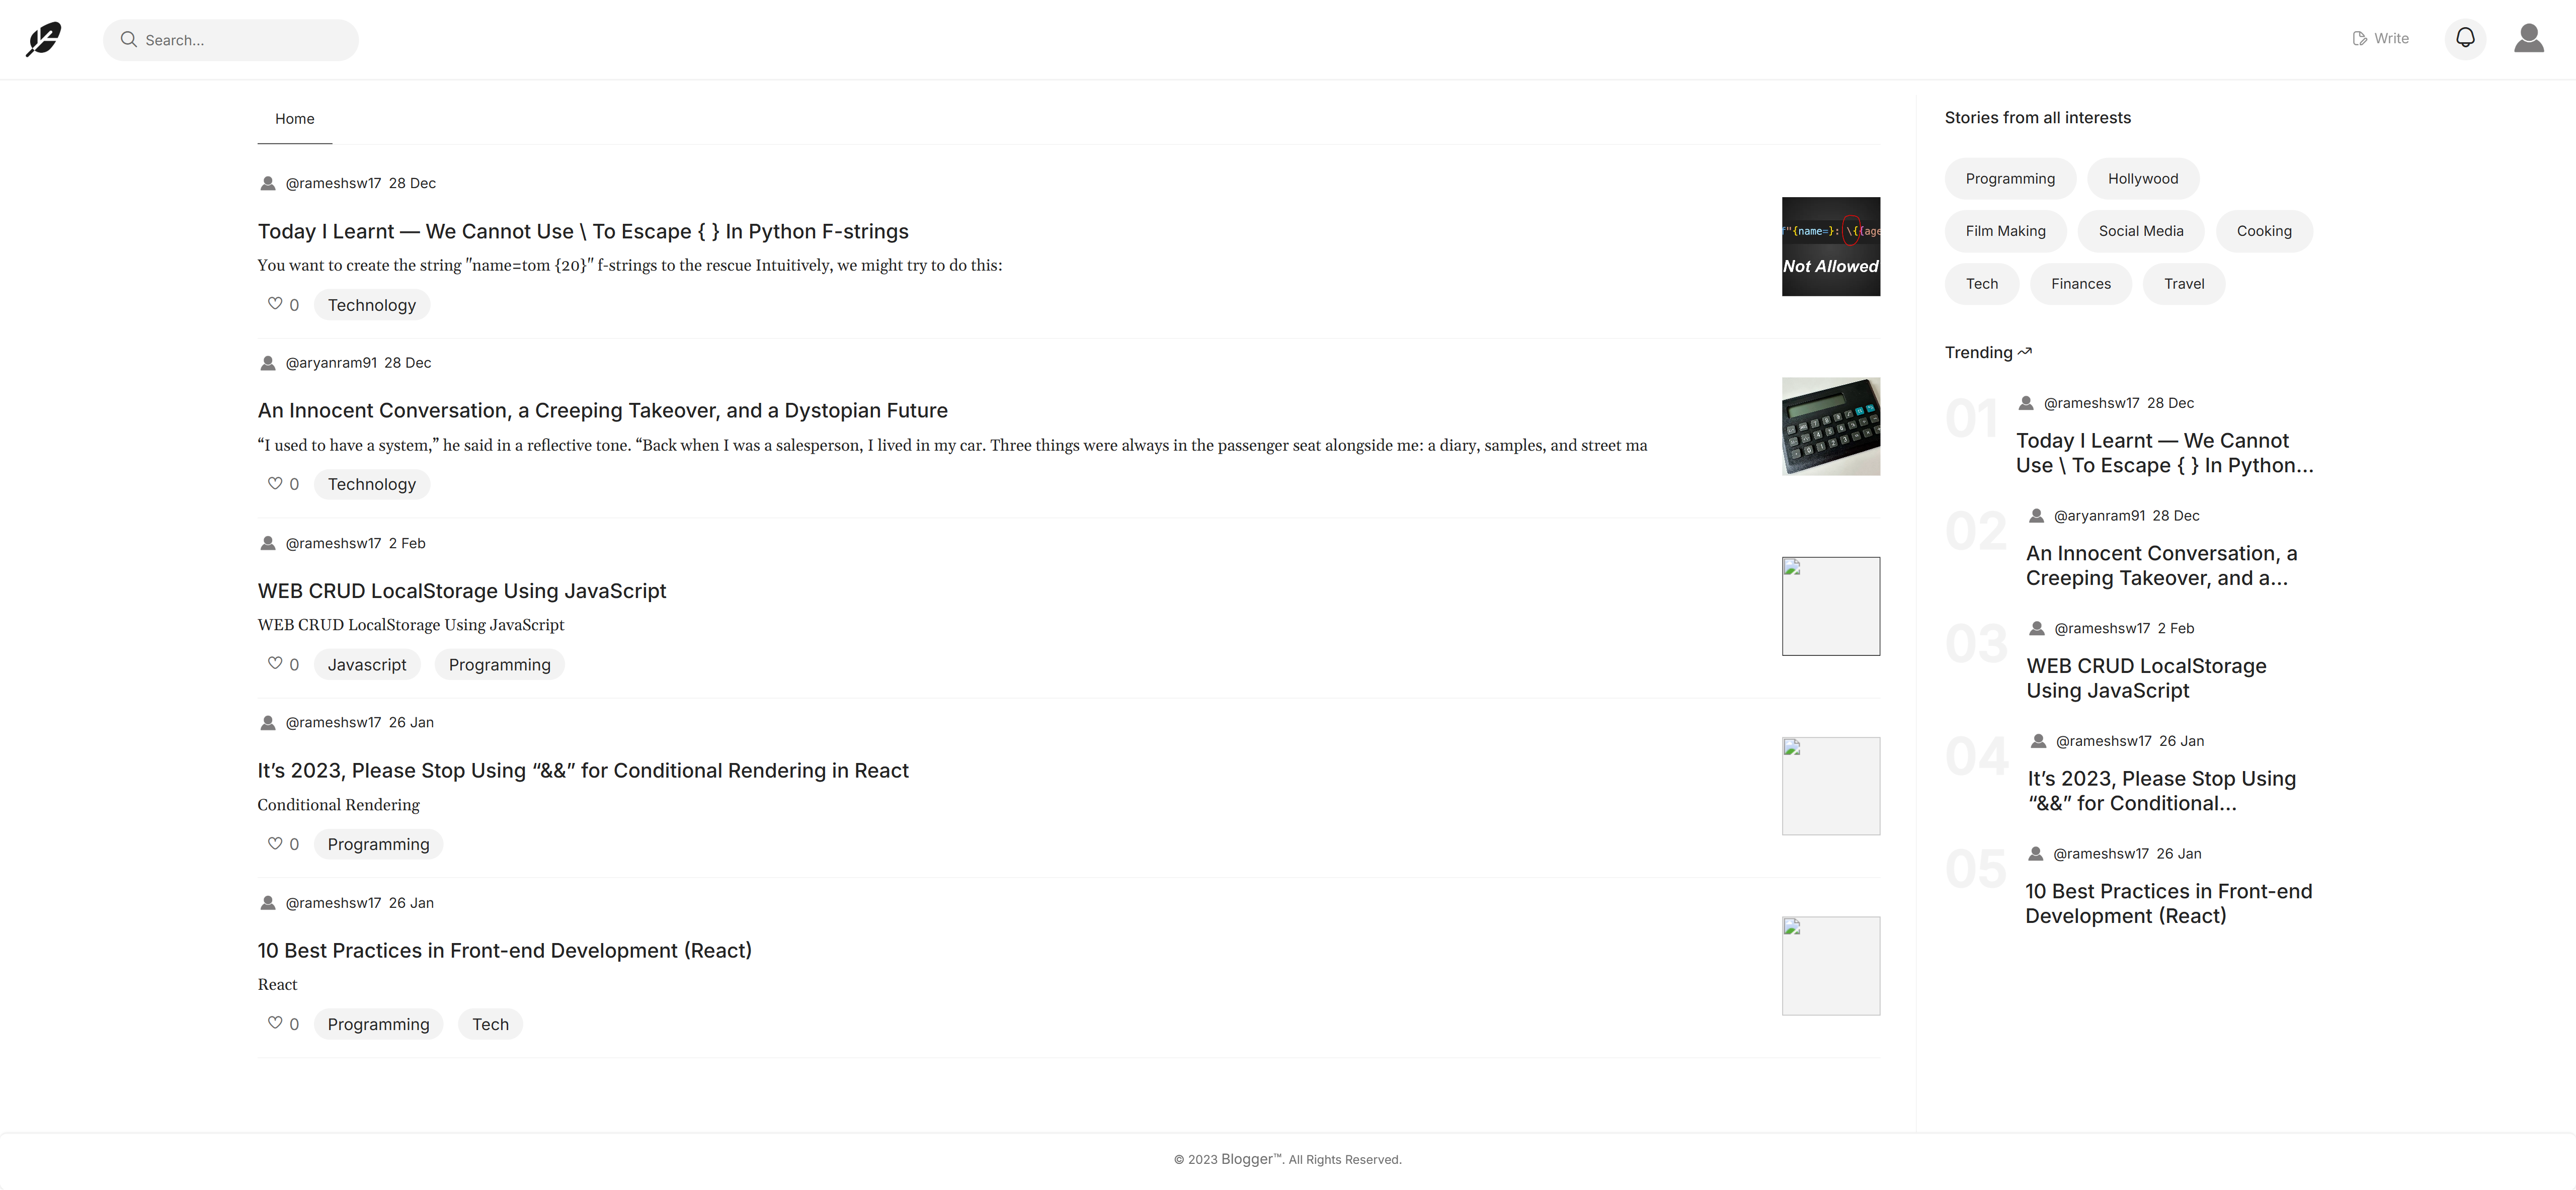 Search...
Write
Home
@rameshsw17 28 Dec
Today I Learnt — We Cannot Use \ To Escape { } In Python F-strings
You want to create the string "name=tom {20}" f-strings to the rescue Intuitively, we might try to do this:
0 Technology
f"{name=}: \{{age
Not Allowed
@aryanram91 28 Dec
An Innocent Conversation, a Creeping Takeover, and a Dystopian Future
“I used to have a system,” he said in a reflective tone. “Back when I was a salesperson, I lived in my car. Three things were always in the passenger seat alongside me: a diary, samples, and street ma
0 Technology
@rameshsw17 2 Feb
WEB CRUD LocalStorage Using JavaScript
WEB CRUD LocalStorage Using JavaScript
0 Javascript Programming
@rameshsw17 26 Jan
It’s 2023, Please Stop Using “&&” for Conditional Rendering in React
Conditional Rendering
0 Programming
@rameshsw17 26 Jan
10 Best Practices in Front-end Development (React)
React
0 Programming Tech
Stories from all interests
Programming Hollywood
Film Making Social Media Cooking
Tech Finances Travel
Trending
01 @rameshsw17 28 Dec
Today I Learnt — We Cannot
Use \ To Escape { } In Python...
02 @aryanram91 28 Dec
An Innocent Conversation, a
Creeping Takeover, and a...
03 @rameshsw17 2 Feb
WEB CRUD LocalStorage
Using JavaScript
04 @rameshsw17 26 Jan
It’s 2023, Please Stop Using
“&&” for Conditional...
05 @rameshsw17 26 Jan
10 Best Practices in Front-end
Development (React)
© 2023 Blogger™. All Rights Reserved.